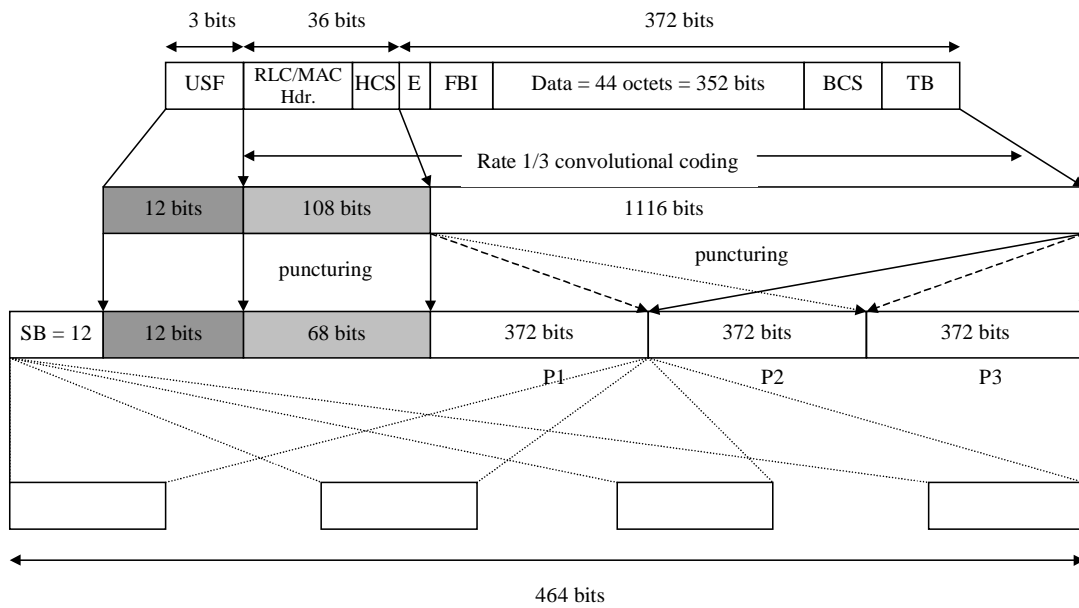 3 bits 36 bits 372 bits
USF RLC/MAC Hdr. HCS E FBI Data = 44 octets = 352 bits BCS TB
Rate 1/3 convolutional coding
12 bits 108 bits 1116 bits
puncturing puncturing
SB = 12 12 bits 68 bits 372 bits 372 bits 372 bits
P1 P2 P3
464 bits